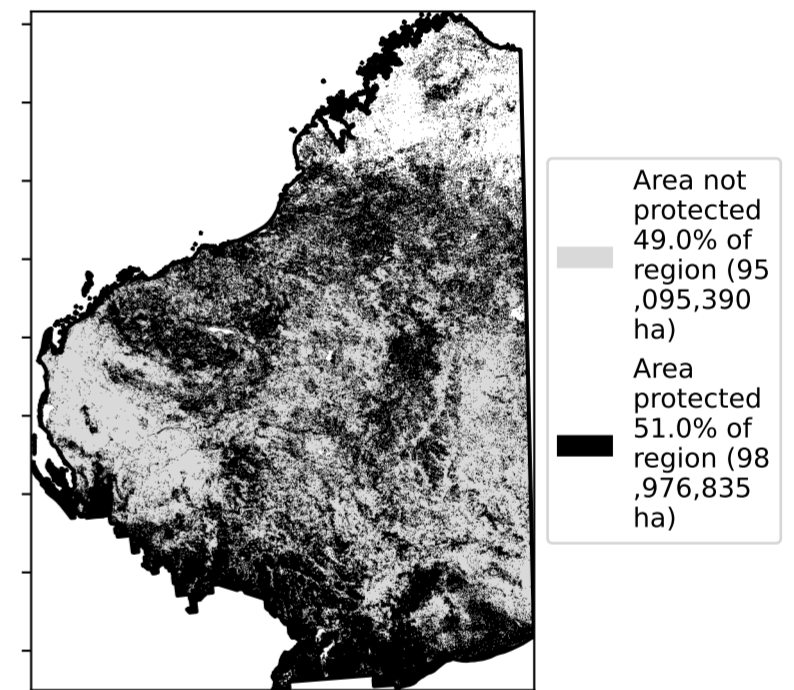 Area not
protected
49.0% of
region (95
,095,390
ha)
Area
protected
51.0% of
region (98
,976,835
ha)